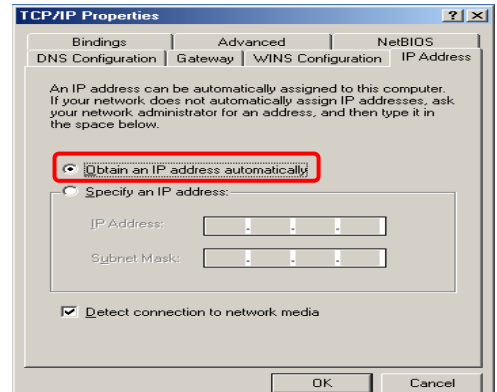 TCP/IP Properties
Bindings Advanced NetBIOS
DNS Configuration Gateway WINS Configuration IP Address
An IP address can be automatically assigned to this computer.
If your network does not automatically assign IP addresses, ask
your network administrator for an address, and then type it in
the space below.
Obtain an IP address automatically
Specify an IP address:
IP Address:
Subnet Mask:
Detect connection to network media
OK Cancel